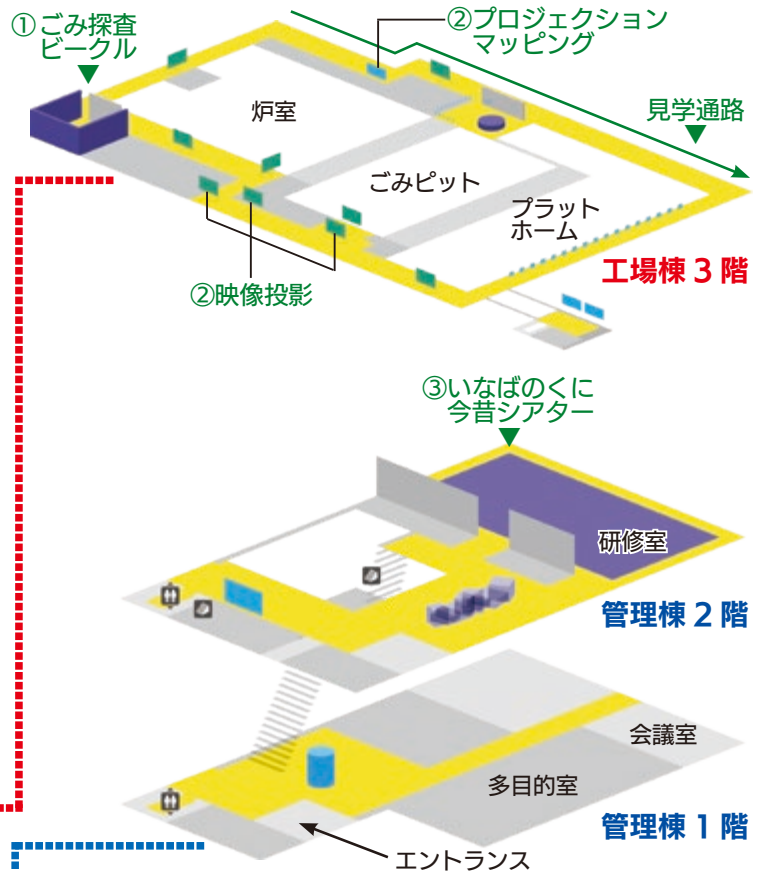 ①ごみ探査
ビークル
②プロジェクション
マッピング
炉室
見学通路
ごみピット
プラット
ホーム
工場棟3階
②映像投影
③いなばのくに
今昔シアター
研修室
管理棟2階
会議室
多目的室
管理棟1階
エントランス